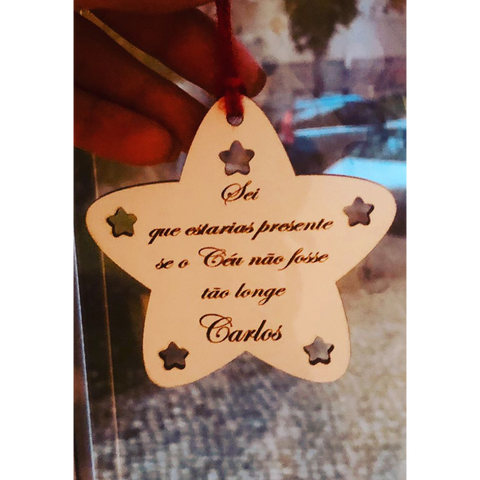 Sei
que estarias presente
se o Céu não fosse
tão longe
Carlos